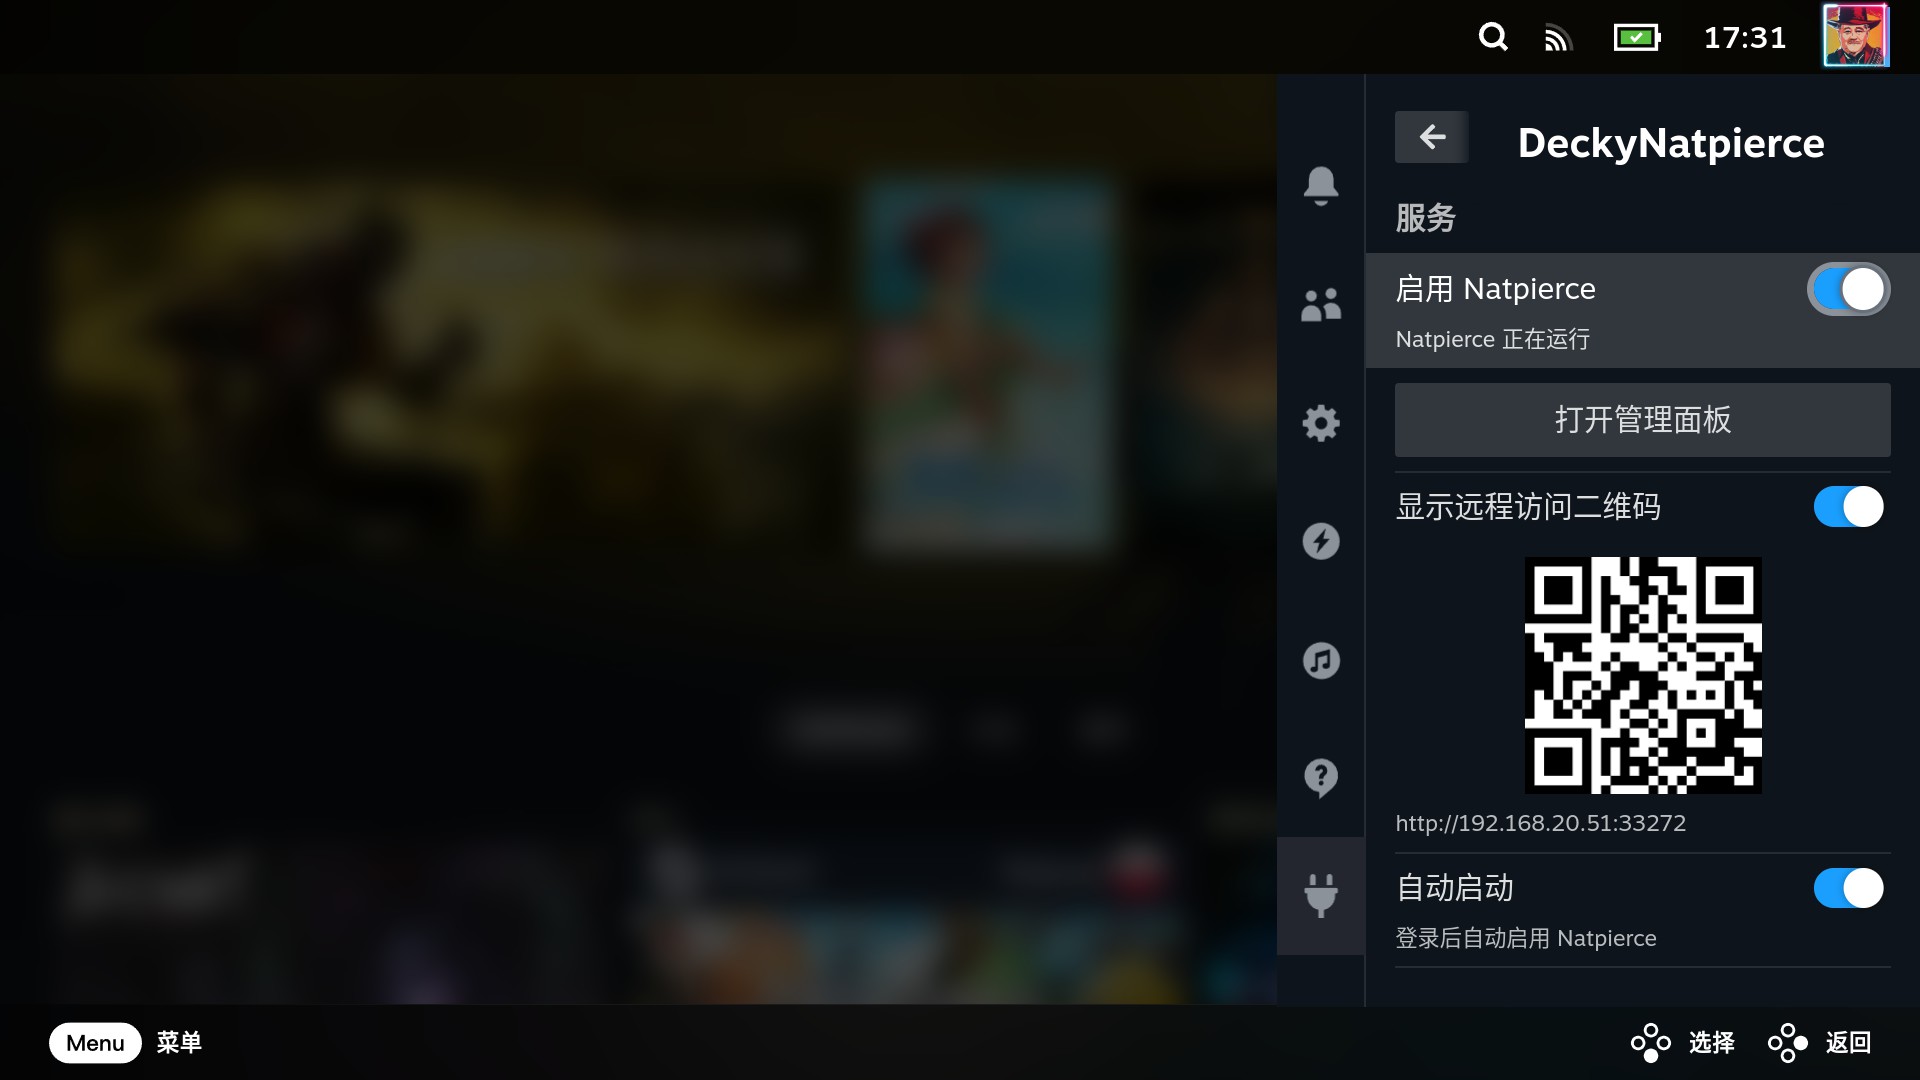 17:31
DeckyNatpierce
服务
启用 Natpierce
Natpierce 正在运行
打开管理面板
显示远程访问二维码
http://192.168.20.51:33272
自动启动
登录后自动启用 Natpierce
Menu 菜单
选择 返回